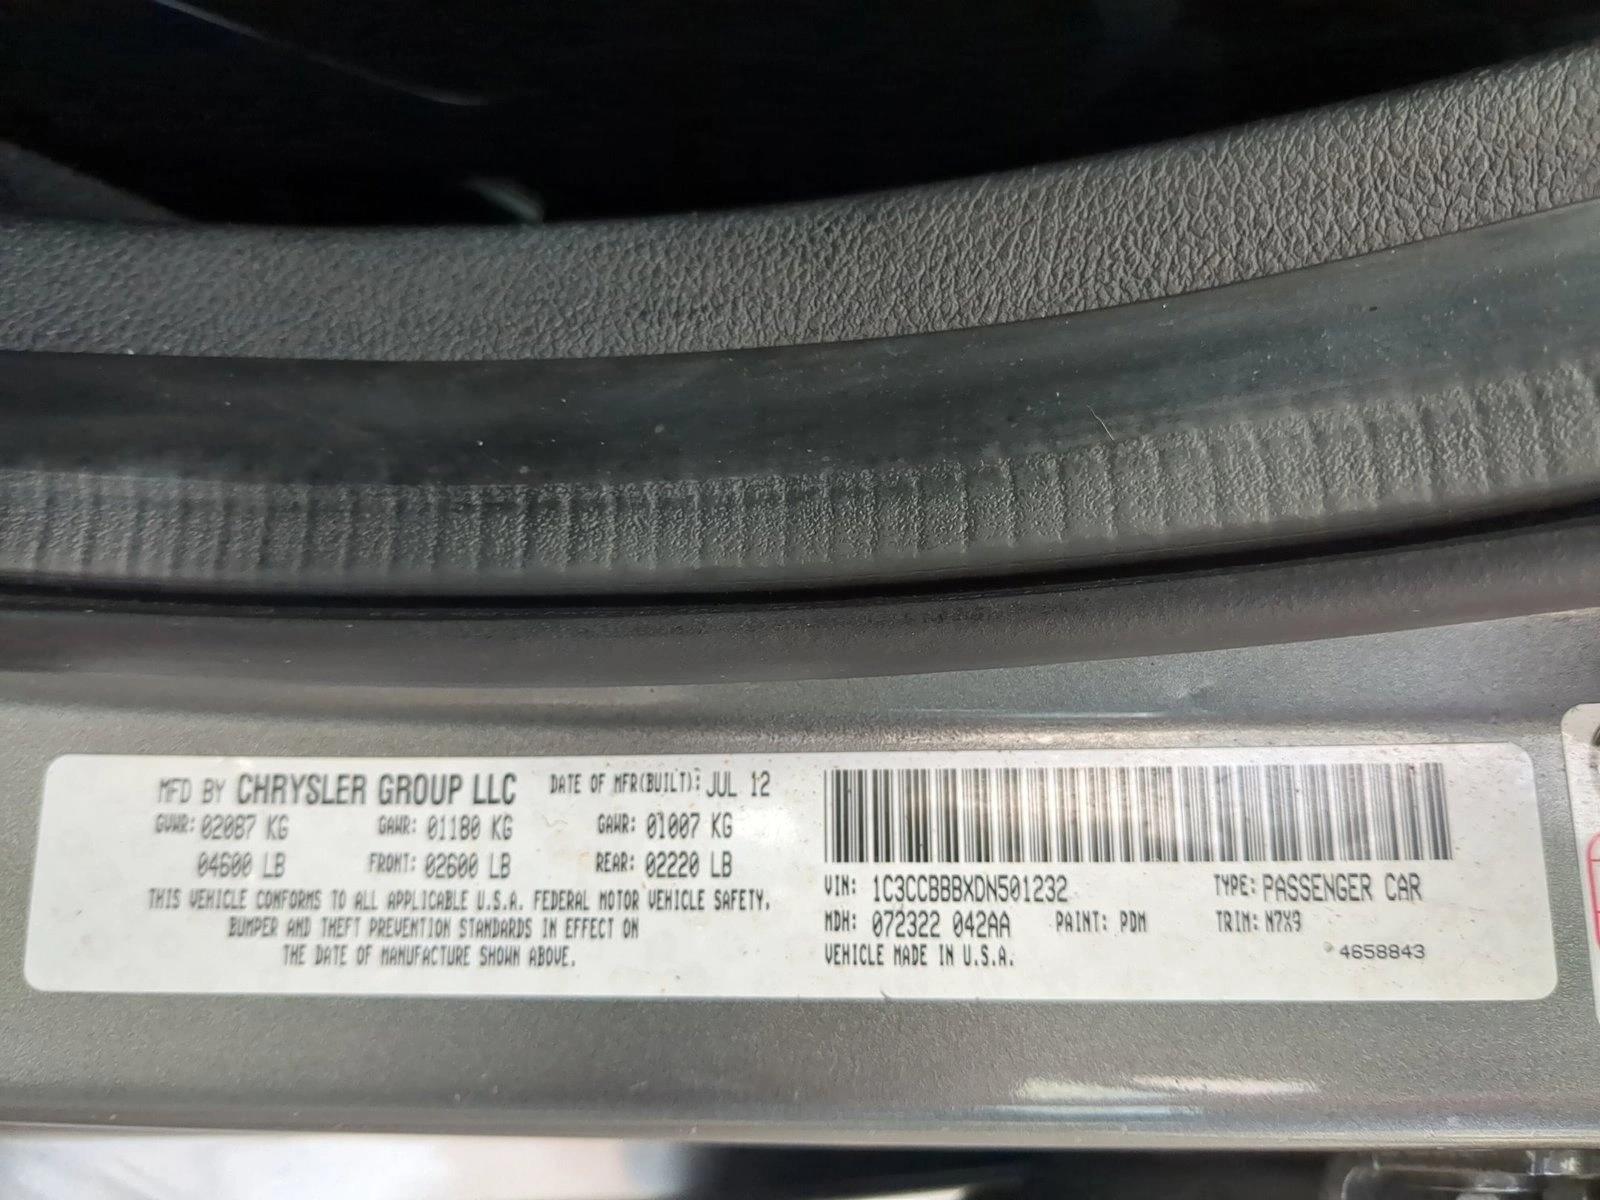 MFD BY CHRYSLER GROUP LLC DATE OF MFR(BUILT): JUL 12
GVWR: 02087 KG GAWR: 01180 KG GAWR: 01007 KG
04600 LB FRONT: 02600 LB REAR: 02220 LB
THIS VEHICLE CONFORMS TO ALL APPLICABLE U.S.A. FEDERAL MOTOR VEHICLE SAFETY,
BUMPER AND THEFT PREVENTION STANDARDS IN EFFECT ON
THE DATE OF MANUFACTURE SHOWN ABOVE.
VIN: 1C3CCBBBXDN501232 TYPE: PASSENGER CAR
MDH: 072322 042AA PAINT: PDM TRIM: N7X9
VEHICLE MADE IN U.S.A. 4658843